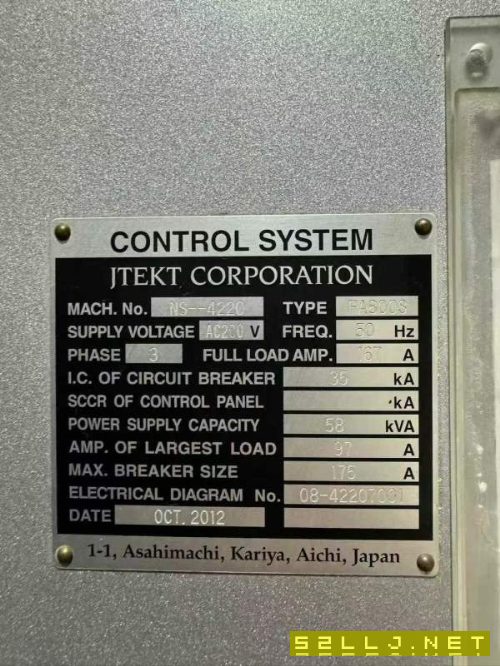 CONTROL SYSTEM
JTEKT CORPORATION
MACH. No. NS--4220 TYPE FA800S
SUPPLY VOLTAGE AC200 V FREQ. 50 Hz
PHASE 3 FULL LOAD AMP. 167 A
I.C. OF CIRCUIT BREAKER 35 kA
SCCR OF CONTROL PANEL kA
POWER SUPPLY CAPACITY 58 kVA
AMP. OF LARGEST LOAD 97 A
MAX. BREAKER SIZE 175 A
ELECTRICAL DIAGRAM No.
DATE OCT. 2012
1-1, Asahimachi, Kariya, Aichi, Japan
52LLJ.NET